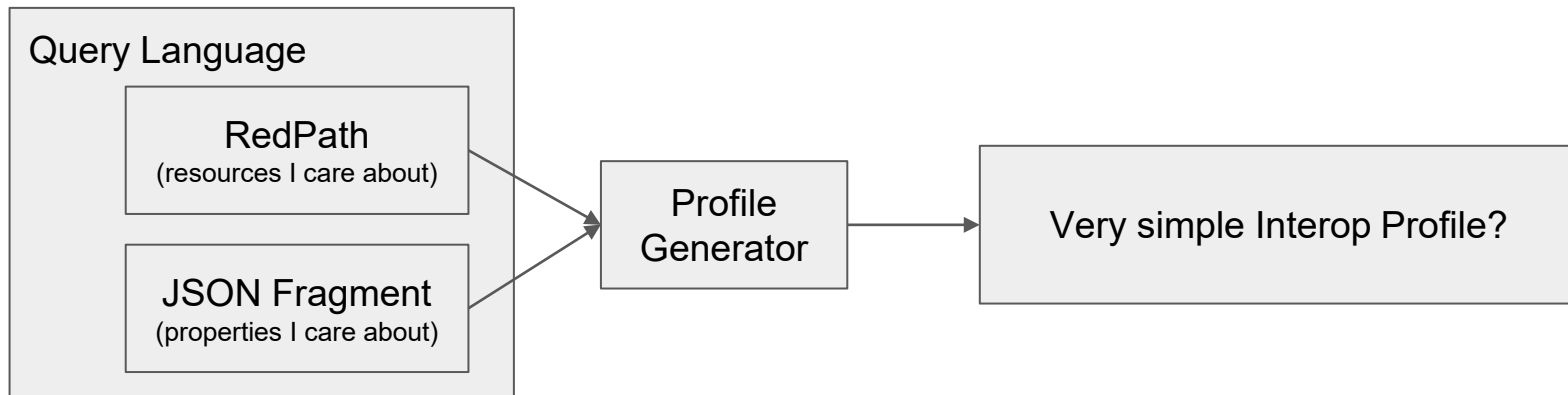 Query Language
RedPath
(resources I care about)
JSON Fragment
(properties I care about)
Profile
Generator
Very simple Interop Profile?